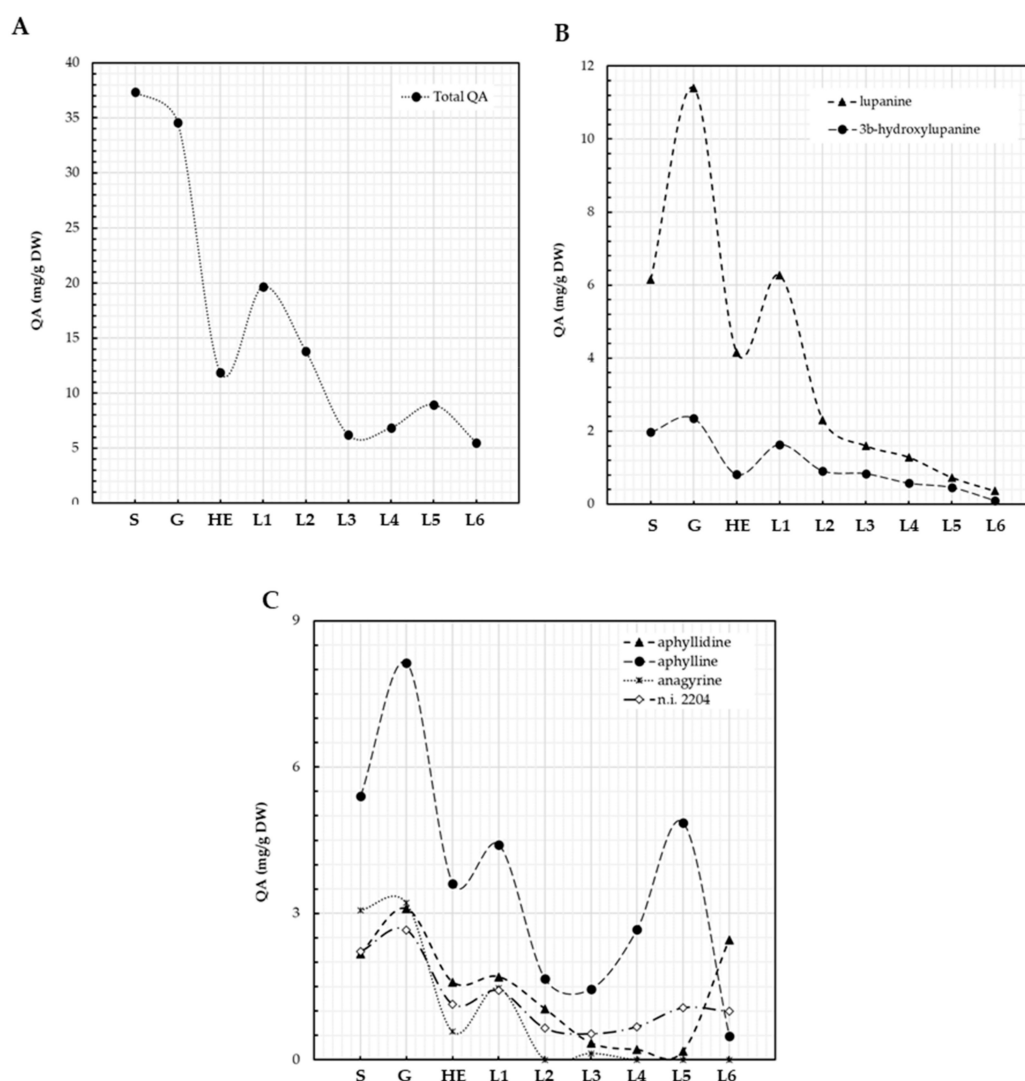 A
40
35
30
25
20
15
10
5
0
QA (mg/g DW)
Total QA
S G HE L1 L2 L3 L4 L5 L6
B
12
10
8
6
4
2
0
QA (mg/g DW)
lupanine
3b-hydroxylupanine
S G HE L1 L2 L3 L4 L5 L6
C
9
6
3
0
QA (mg/g DW)
aphyllidine
aphylline
anagyrine
n.i. 2204
S G HE L1 L2 L3 L4 L5 L6